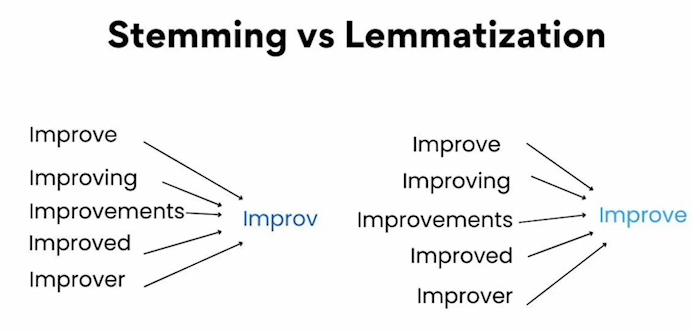 Stemming vs Lemmatization
Improve
Improving
Improvements
Improved
Improver
Improv
Improve
Improving
Improvements
Improved
Improver
Improve